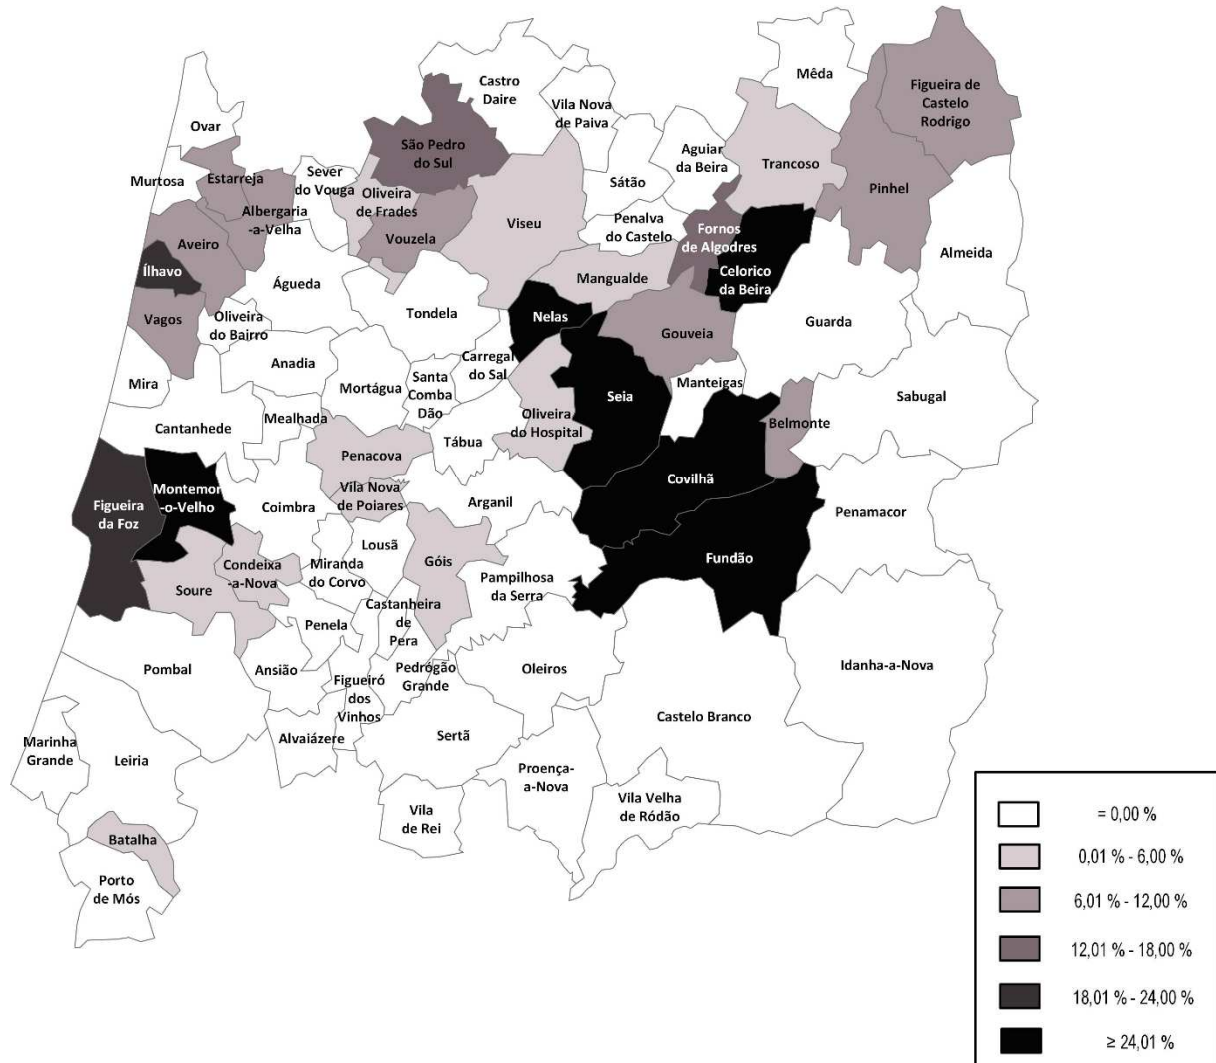 Mêda
Castro
Daire
Figueira de
Castelo
Rodrigo
Vila Nova
de Paiva
Ovar
São Pedro
do Sul
Aguiar
da Beira
Trancoso
Murtosa
Estarreja
Sever
do Vouga
Sátão
Pinhel
Oliveira
de Frades
Albergaria
-a-Velha
Viseu
Penalva
do Castelo
Fornos
de Algodres
Aveiro
Vouzela
Almeida
Ílhavo
Mangualde
Celorico
da Beira
Águeda
Tondela
Nelas
Vagos
Oliveira
do Bairro
Gouveia
Guarda
Anadia
Carregal
do Sal
Mira
Mortágua
Santa
Comba
Dão
Manteigas
Seia
Sabugal
Mealhada
Oliveira
do Hospital
Belmonte
Cantanhede
Tábua
Penacova
Covilhã
Montemor
-o-Velho
Vila Nova
de Poiares
Figueira
da Foz
Coimbra
Arganil
Penamacor
Lousã
Góis
Fundão
Condeixa
-a-Nova
Miranda
do Corvo
Soure
Pampilhosa
da Serra
Castanheira
de
Pera
Penela
Pombal
Ansião
Pedrógão
Grande
Oleiros
Idanha-a-Nova
Figueiró
dos
Vinhos
Castelo Branco
Marinha
Grande
Leiria
Alvaiázere
Sertã
Proença-
a-Nova
Vila
de Rei
Vila Velha
de Ródão
Batalha
Porto
de Mós
= 0,00 %
0,01 % - 6,00 %
6,01 % - 12,00 %
12,01 % - 18,00 %
18,01 % - 24,00 %
≥ 24,01 %